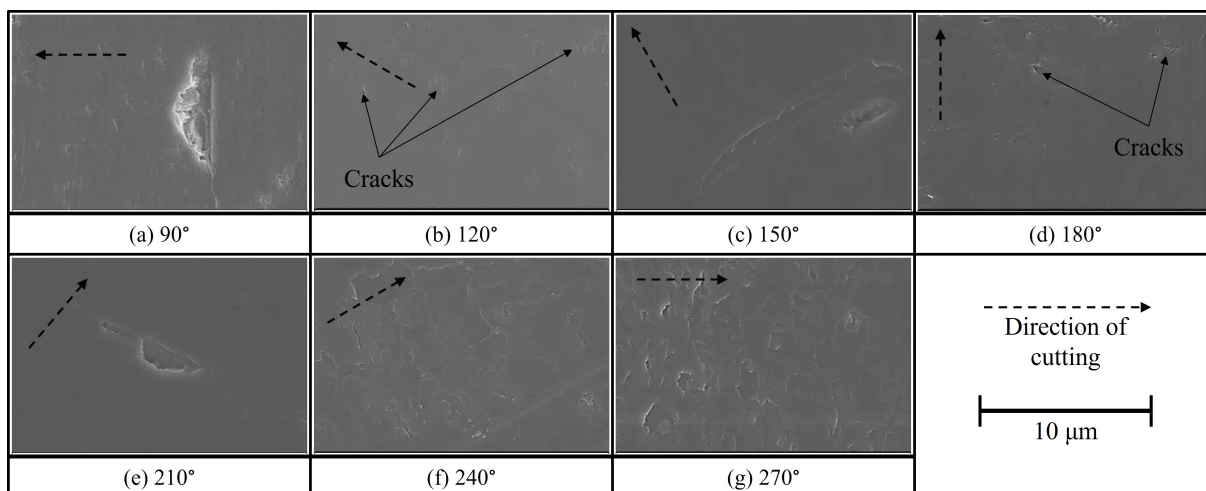 Cracks
Cracks
(a) 90°
(b) 120°
(c) 150°
(d) 180°
Direction of
cutting
10 μm
(e) 210°
(f) 240°
(g) 270°